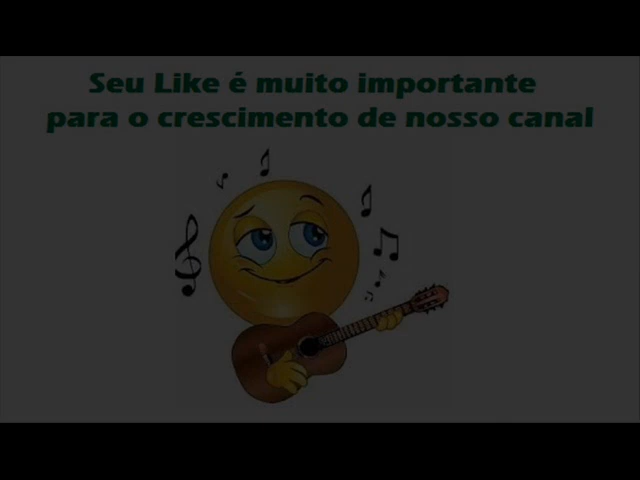 Seu Like é muito importante
para o crescimento de nosso canal